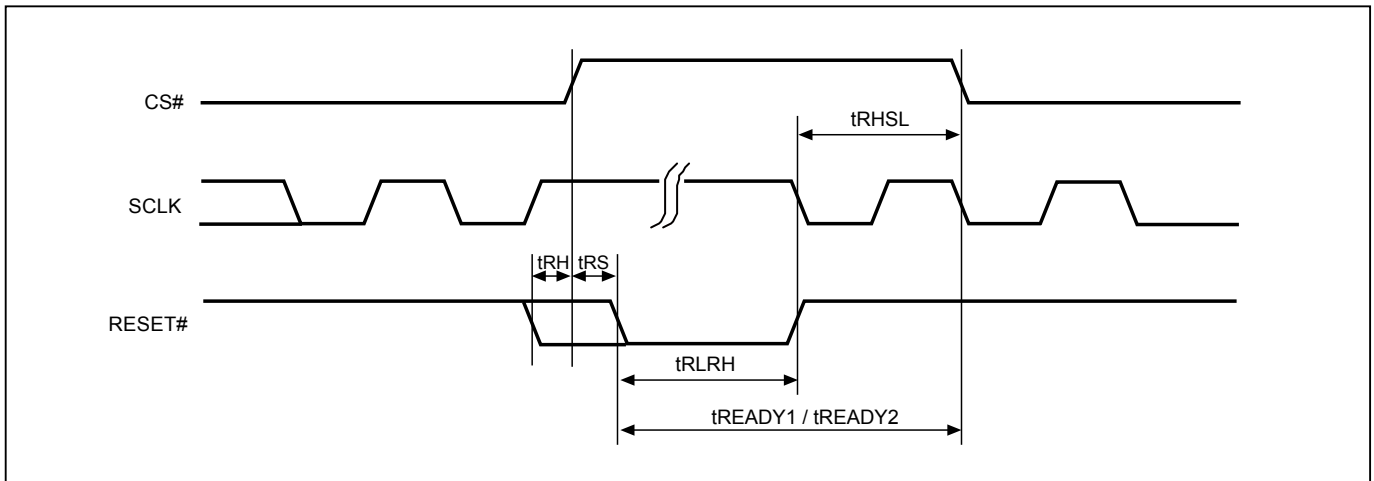 CS#
tRHSL
SCLK
tRH tRS
RESET#
tRLRH
tREADY1 / tREADY2